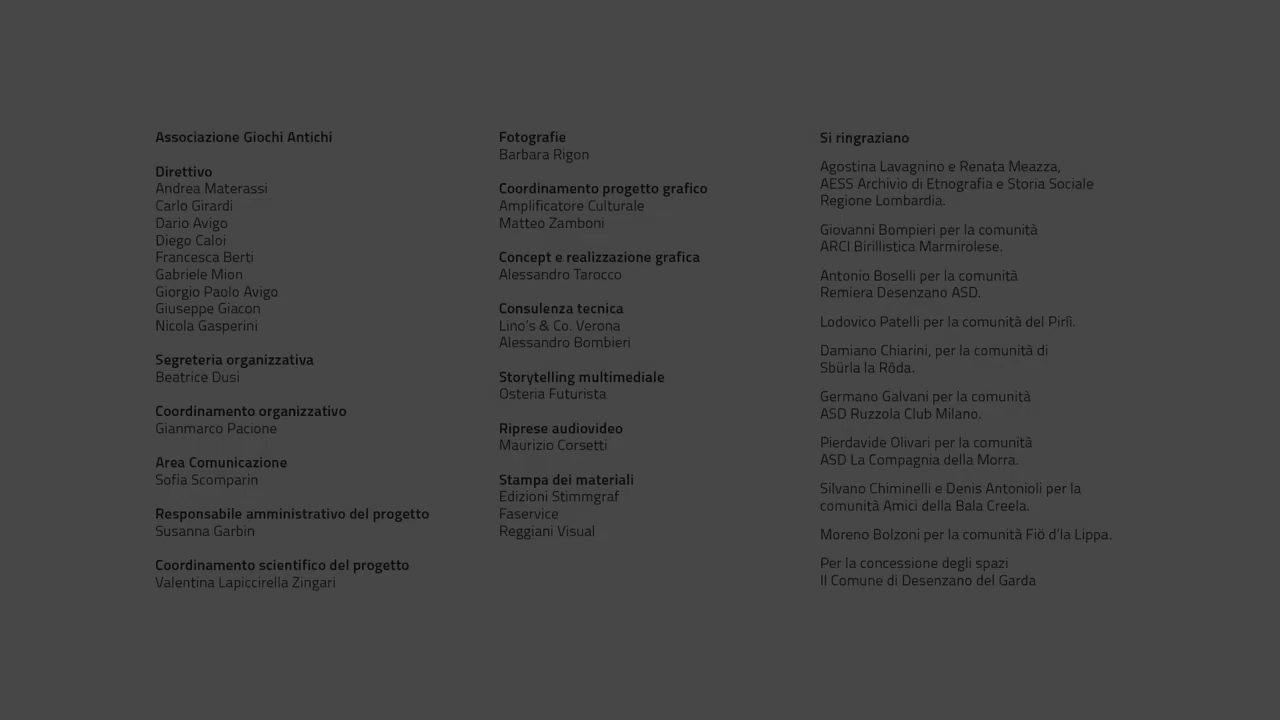 Associazione Giochi Antichi
Direttivo
Andrea Materassi
Carlo Girardi
Dario Avigo
Diego Caloi
Francesca Berti
Gabriele Mion
Giorgio Paolo Avigo
Giuseppe Giacon
Nicola Gasperini
Segreteria organizzativa
Beatrice Dusi
Coordinamento organizzativo
Gianmarco Pacione
Area Comunicazione
Sofia Scomparin
Responsabile amministrativo del progetto
Susanna Garbin
Coordinamento scientifico del progetto
Valentina Lapiccirella Zingari
Fotografie
Barbara Rigon
Coordinamento progetto grafico
Amplificatore Culturale
Matteo Zamboni
Concept e realizzazione grafica
Alessandro Tarocco
Consulenza tecnica
Lino's & Co. Verona
Alessandro Bombieri
Storytelling multimediale
Osteria Futurista
Riprese audiovideo
Maurizio Corsetti
Stampa dei materiali
Edizioni Stimmgraf
Faservice
Reggiani Visual
Si ringraziano
Agostina Lavagnino e Renata Meazza,
AESS Archivio di Etnografia e Storia Sociale
Regione Lombardia.
Giovanni Bompieri per la comunità
ARCI Birillistica Marmirolese.
Antonio Boselli per la comunità
Remiera Desenzano ASD.
Lodovico Patelli per la comunità del Pirlì.
Damiano Chiarini, per la comunità di
Sbürla la Rôda.
Germano Galvani per la comunità
ASD Ruzzola Club Milano.
Pierdavide Olivari per la comunità
ASD La Compagnia della Morra.
Silvano Chiminelli e Denis Antonioli per la
comunità Amici della Bala Creela.
Moreno Bolzoni per la comunità Fiö d'la Lippa.
Per la concessione degli spazi
Il Comune di Desenzano del Garda